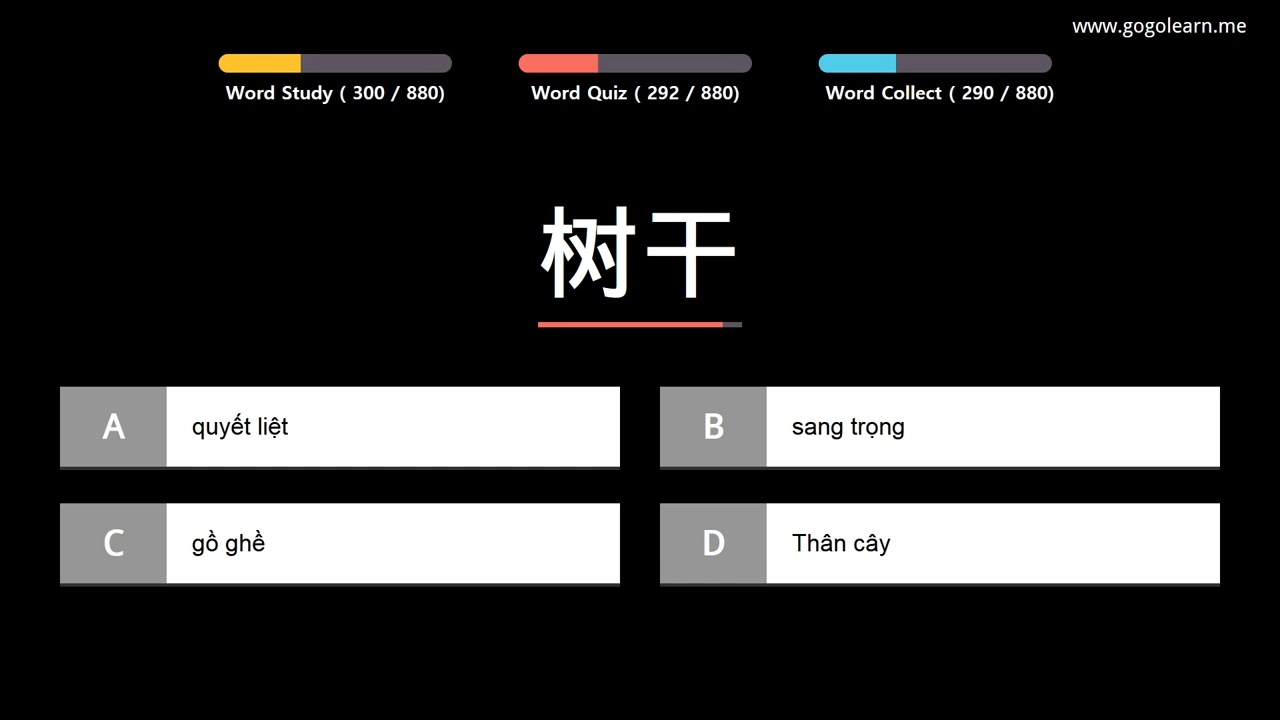 www.gogolearn.me
Word Study ( 300 / 880)
Word Quiz ( 292 / 880)
Word Collect ( 290 / 880)
树干
A quyết liệt
B sang trọng
C gồ ghề
D Thân cây